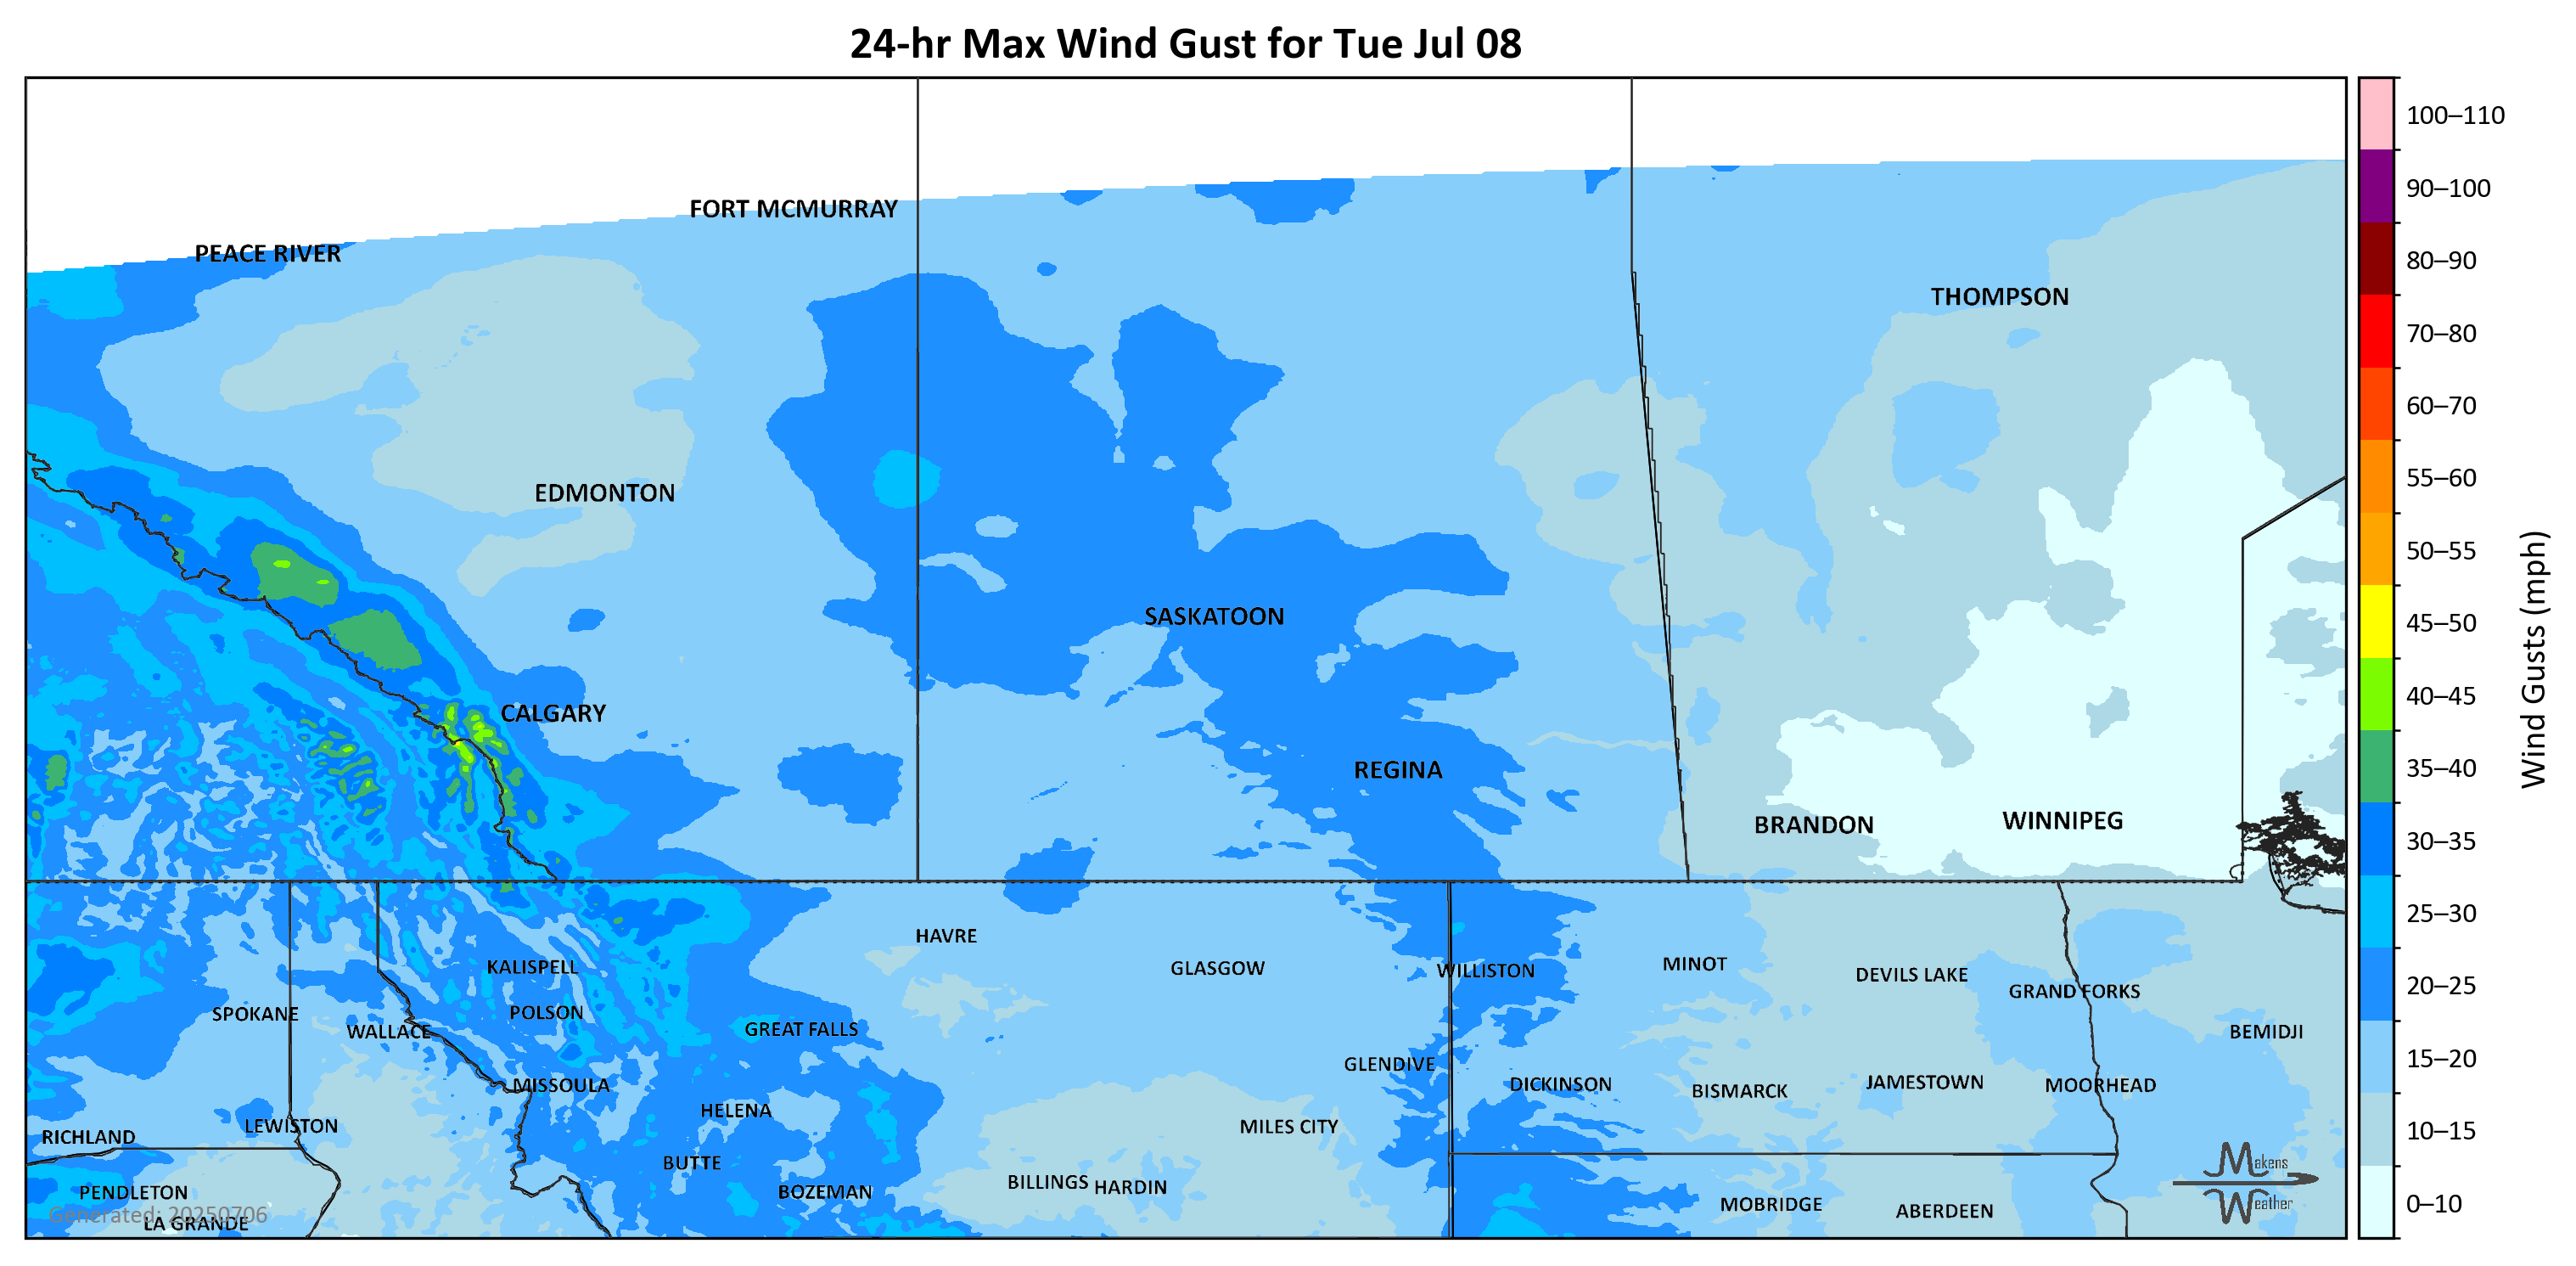 24-hr Max Wind Gust for Tue Jul 08
100–110
90–100
80–90
70–80
60–70
55–60
50–55
45–50
40–45
35–40
30–35
25–30
20–25
15–20
10–15
0–10
Wind Gusts (mph)
FORT MCMURRAY
PEACE RIVER
THOMPSON
EDMONTON
SASKATOON
CALGARY
REGINA
BRANDON
WINNIPEG
HAVRE
KALISPELL
GLASGOW
WILLISTON
MINOT
DEVILS LAKE
GRAND FORKS
SPOKANE
POLSON
WALLACE
GREAT FALLS
BEMIDJI
GLENDIVE
MISSOULA
DICKINSON
BISMARCK
JAMESTOWN
MOORHEAD
HELENA
LEWISTON
MILES CITY
RICHLAND
BUTTE
PENDLETON
BOZEMAN
BILLINGS
HARDIN
MOBRIDGE
ABERDEEN
Generated: 20250706
LA GRANDE
Makens
Weather